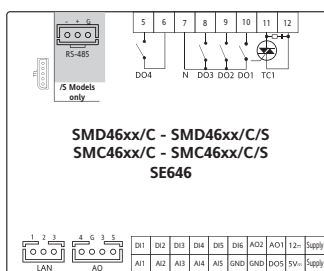 - + G
RS-485
/S Models
only
5 6 7 8 9 10 11 12
DO4 N DO3 DO2 DO1 TC1
SMD46xx/C - SMD46xx/C/S
SMC46xx/C - SMC46xx/C/S
SE646
1 2 3
LAN
4 G 3 5
AO
DI1 DI2 DI3 DI4 DI5 DI6 AO2 AO1 12⎓ Supply
AI1 AI2 AI3 AI4 AI5 GND GND DO5 5V⎓ Supply